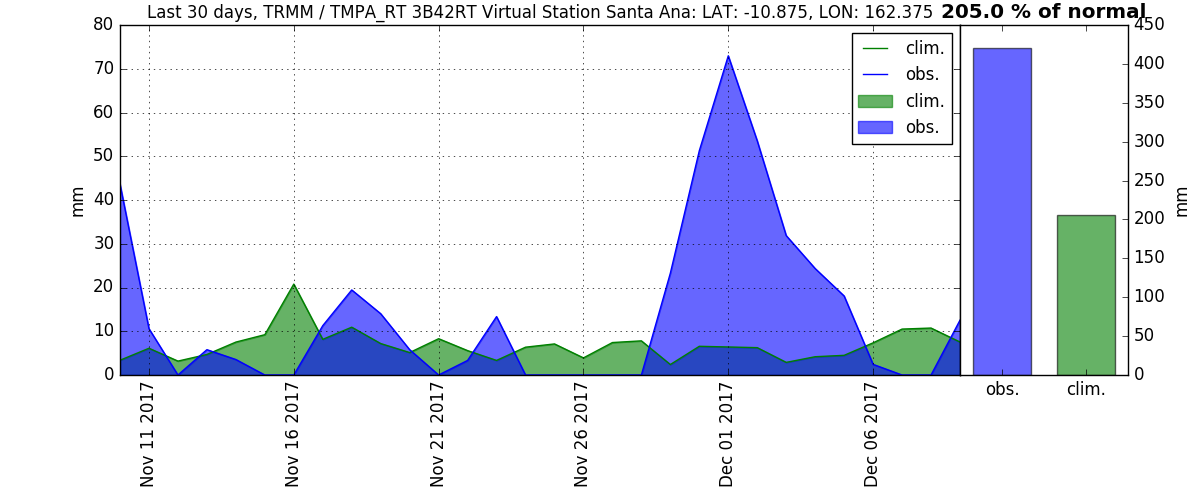 Last 30 days, TRMM / TMPA_RT 3B42RT Virtual Station Santa Ana: LAT: -10.875, LON: 162.375 205.0 % of normal
80
70
60
50
40
30
20
10
0
mm
clim.
obs.
clim.
obs.
Nov 11 2017
Nov 16 2017
Nov 21 2017
Nov 26 2017
Dec 01 2017
Dec 06 2017
450
400
350
300
250
200
150
100
50
0
mm
obs.
clim.